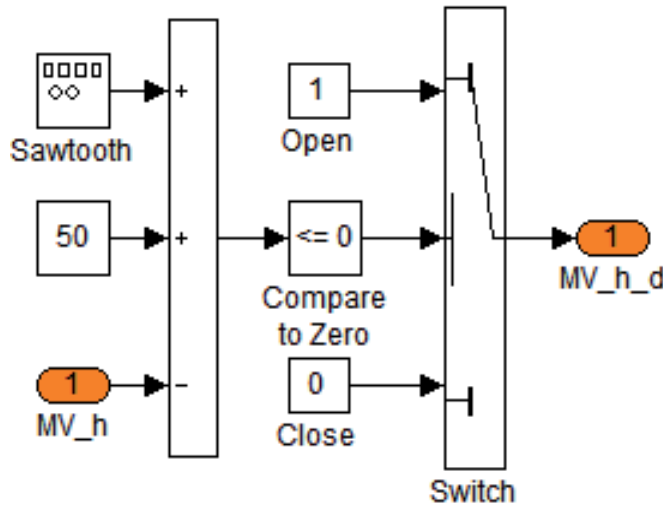 Sawtooth
+
50
+
1
MV_h
−
<= 0
Compare
to Zero
1
Open
0
Close
Switch
1
MV_h_d